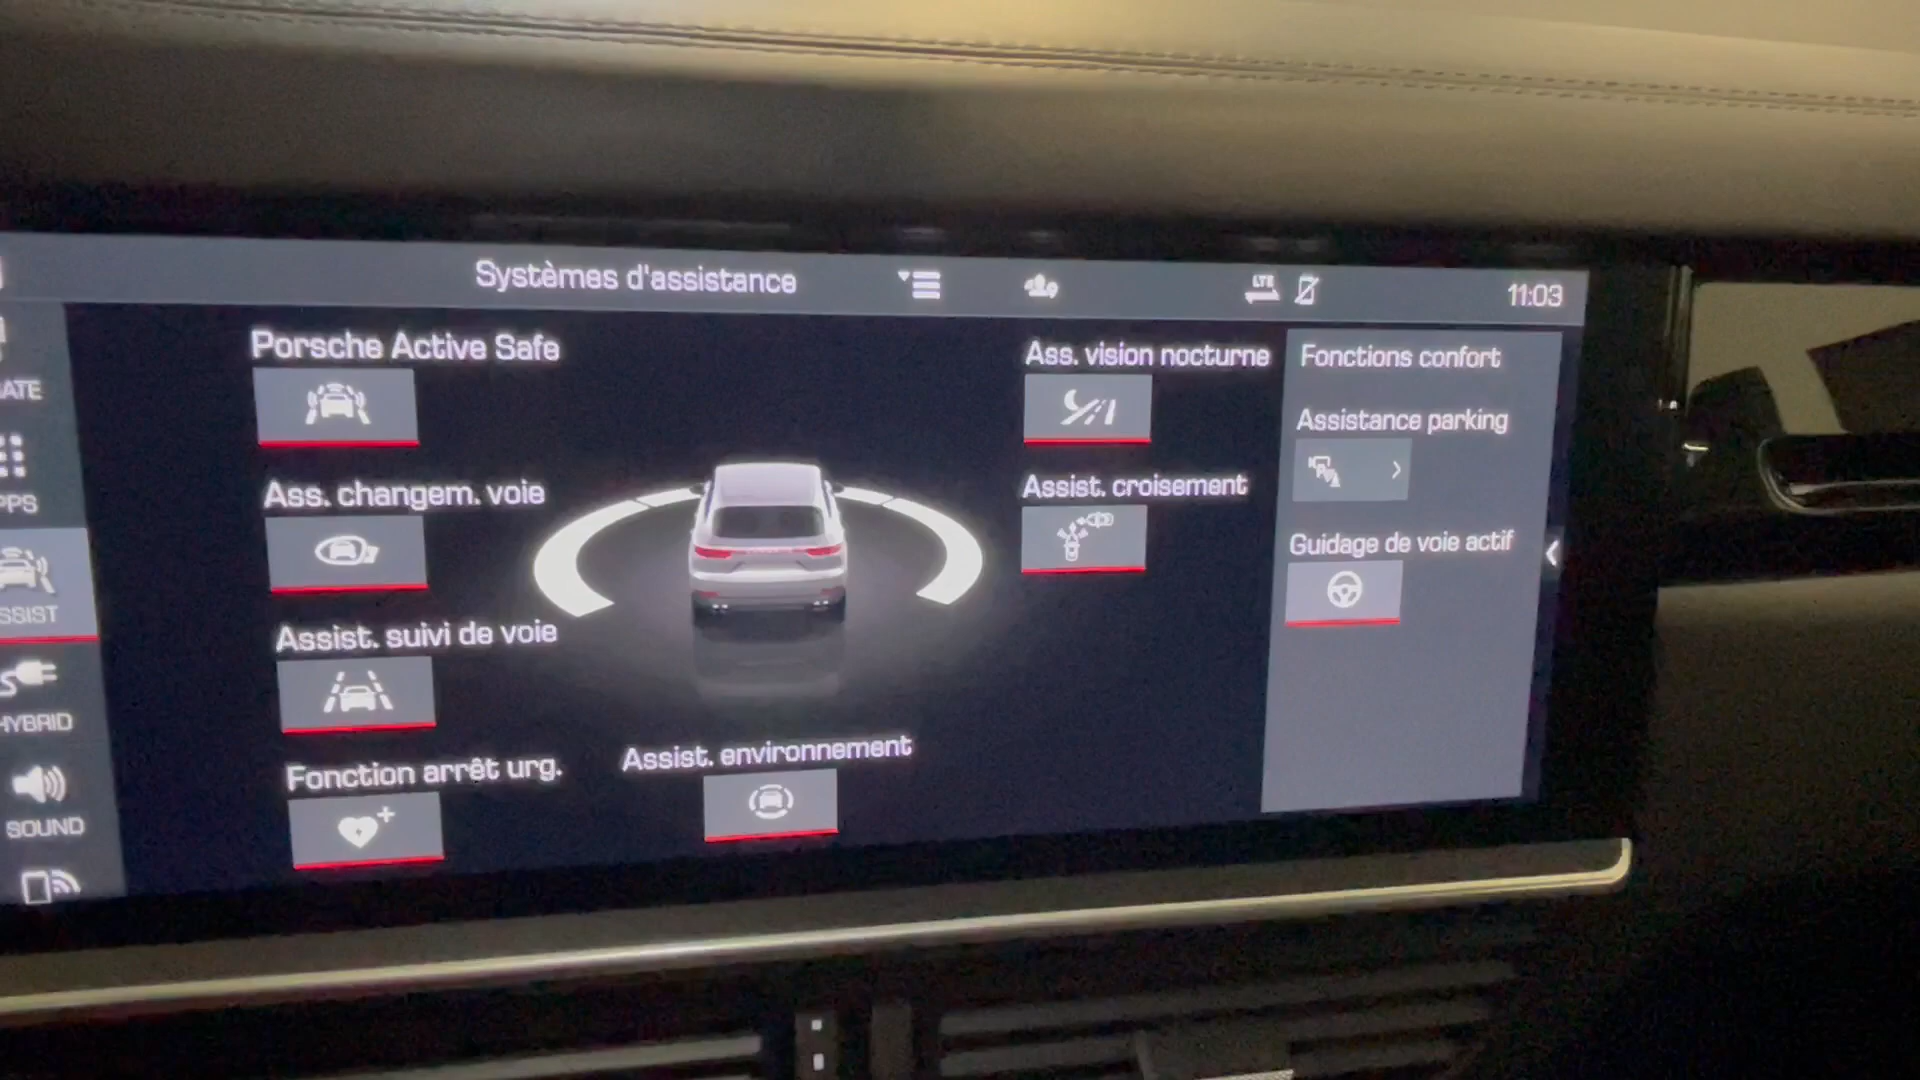 Systèmes d'assistance
LTE
11:03
Porsche Active Safe
Ass. changem. voie
Assist. suivi de voie
Fonction arrêt urg.
Assist. environnement
Ass. vision nocturne
Assist. croisement
Fonctions confort
Assistance parking
Guidage de voie actif
ATE
PPS
SSIST
HYBRID
SOUND